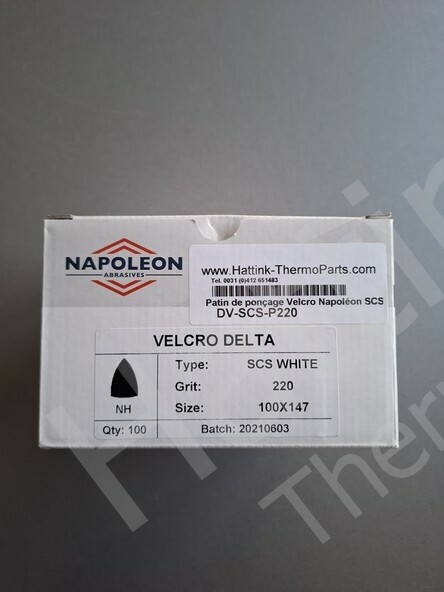 NAPOLEON
ABRASIVES
www.Hattink-ThermoParts.com
Tel. 0031 (0)412 651483
Patin de ponçage Velcro Napoléon SCS
DV-SCS-P220
VELCRO DELTA
Type: SCS WHITE
Grit: 220
NH
Size: 100X147
Qty: 100
Batch: 20210603